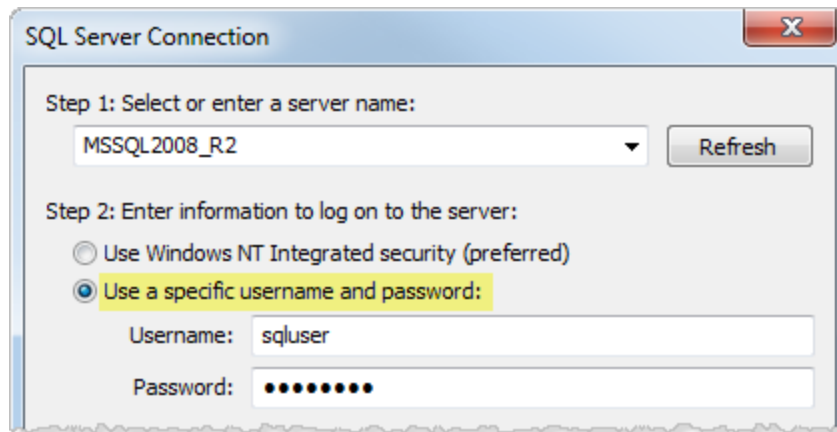 SQL Server Connection
Step 1: Select or enter a server name:
MSSQL2008_R2 Refresh
Step 2: Enter information to log on to the server:
Use Windows NT Integrated security (preferred)
Use a specific username and password:
Username: sqluser
Password: ●●●●●●●●